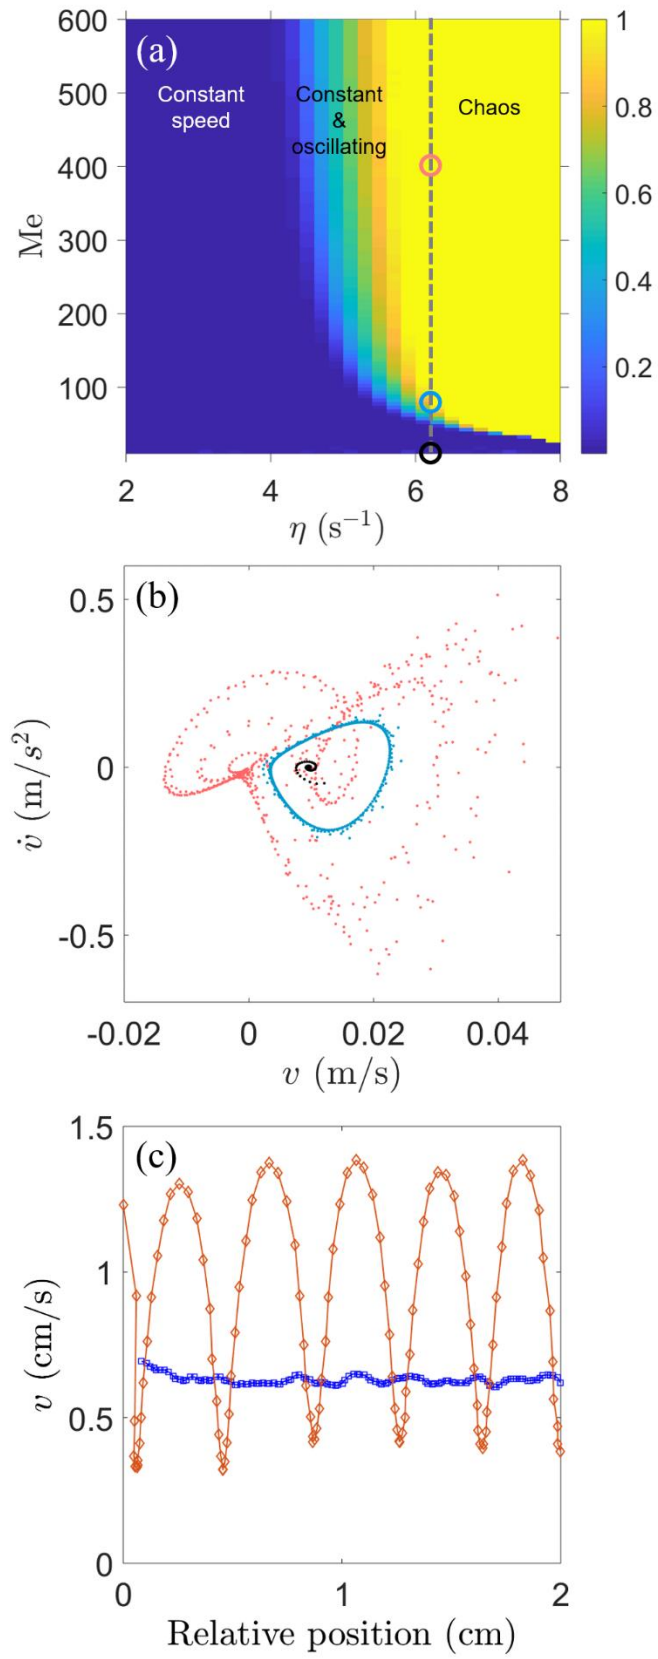 (a)
600
500
400
300
200
100
Me
Constant
speed
Constant
&
oscillating
Chaos
1
0.8
0.6
0.4
0.2
2
4
6
8
η (s⁻¹)
(b)
0.5
0
-0.5
v̇ (m/s²)
-0.02
0
0.02
0.04
v (m/s)
(c)
1.5
1
0.5
0
v (cm/s)
0
1
2
Relative position (cm)